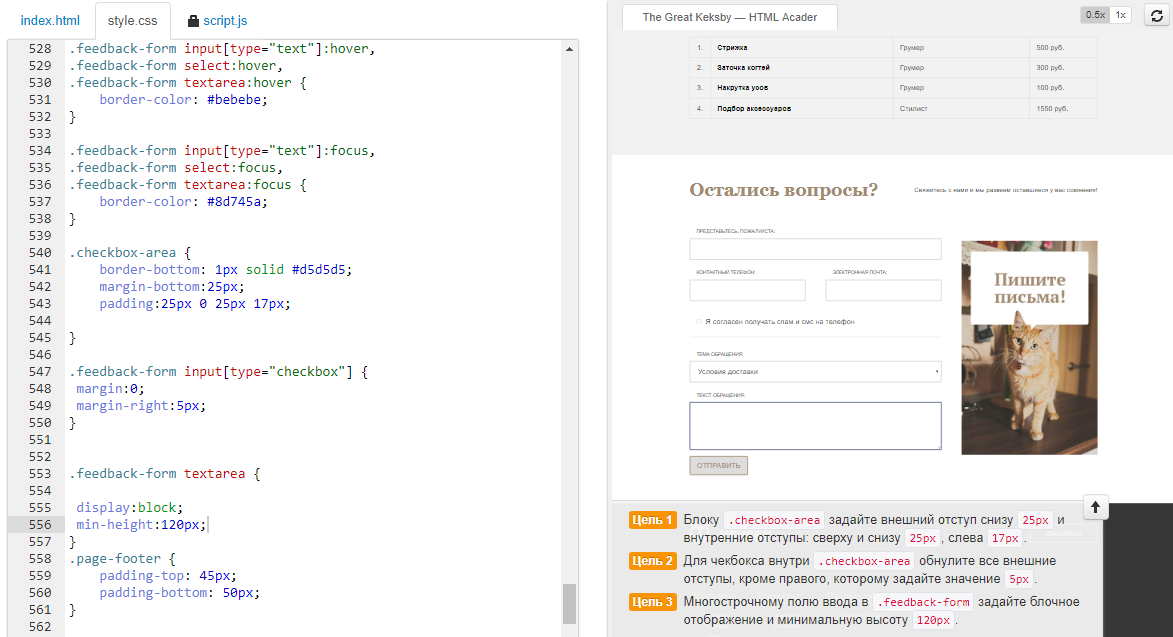 index.html
style.css
script.js
528 .feedback-form input[type="text"]:hover,
529 .feedback-form select:hover,
530 .feedback-form textarea:hover {
531 border-color: #bebebe;
532 }
533
534 .feedback-form input[type="text"]:focus,
535 .feedback-form select:focus,
536 .feedback-form textarea:focus {
537 border-color: #8d745a;
538 }
539
540 .checkbox-area {
541 border-bottom: 1px solid #d5d5d5;
542 margin-bottom:25px;
543 padding:25px 0 25px 17px;
544
545 }
546
547 .feedback-form input[type="checkbox"] {
548 margin:0;
549 margin-right:5px;
550 }
551
552
553 .feedback-form textarea {
554
555 display:block;
556 min-height:120px;
557 }
558 .page-footer {
559 padding-top: 45px;
560 padding-bottom: 50px;
561 }
562
The Great Keksby — HTML Acader
0.5x 1x
1. Стрижка Грумер 500 руб.
2. Заточка когтей Грумер 300 руб.
3. Накрутка усов Грумер 100 руб.
4. Подбор аксессуаров Стилист 1550 руб.
Остались вопросы?
Свяжитесь с нами и мы развеем оставшиеся у вас сомнения!
ПРЕДСТАВЬТЕСЬ, ПОЖАЛУЙСТА:
КОНТАКТНЫЙ ТЕЛЕФОН:
ЭЛЕКТРОННАЯ ПОЧТА:
Я согласен получать спам и смс на телефон
ТЕМА ОБРАЩЕНИЯ:
Условия доставки
ТЕКСТ ОБРАЩЕНИЯ:
ОТПРАВИТЬ
Пишите
письма!
Цель 1 Блоку .checkbox-area задайте внешний отступ снизу 25px и
внутренние отступы: сверху и снизу 25px, слева 17px.
Цель 2 Для чекбокса внутри .checkbox-area обнулите все внешние
отступы, кроме правого, которому задайте значение 5px.
Цель 3 Многострочному полю ввода в .feedback-form задайте блочное
отображение и минимальную высоту 120px.